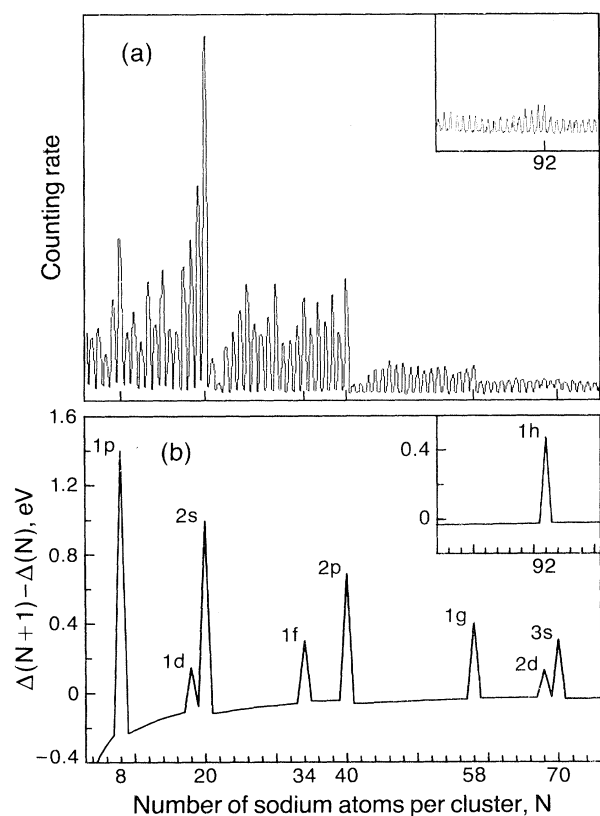 (a)
Counting rate
92
(b)
Δ(N + 1) − Δ(N), eV
1.6
1.2
0.8
0.4
0
−0.4
1p
1d
2s
1f
2p
1g
2d
3s
1h
0.4
0
92
8
20
34
40
58
70
Number of sodium atoms per cluster, N